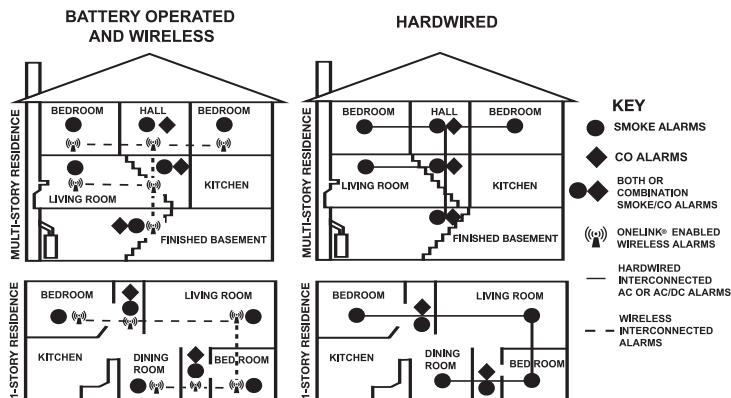 BATTERY OPERATED
AND WIRELESS
HARDWIRED
MULTI-STORY RESIDENCE
BEDROOM
HALL
BEDROOM
LIVING ROOM
KITCHEN
FINISHED BASEMENT
MULTI-STORY RESIDENCE
BEDROOM
HALL
BEDROOM
LIVING ROOM
KITCHEN
FINISHED BASEMENT
KEY
SMOKE ALARMS
CO ALARMS
BOTH OR
COMBINATION
SMOKE/CO ALARMS
ONELINK® ENABLED
WIRELESS ALARMS
HARDWIRED
INTERCONNECTED
AC OR AC/DC ALARMS
WIRELESS
INTERCONNECTED
ALARMS
1-STORY RESIDENCE
BEDROOM
LIVING ROOM
KITCHEN
DINING
ROOM
BEDROOM
1-STORY RESIDENCE
BEDROOM
LIVING ROOM
KITCHEN
DINING
ROOM
BEDROOM